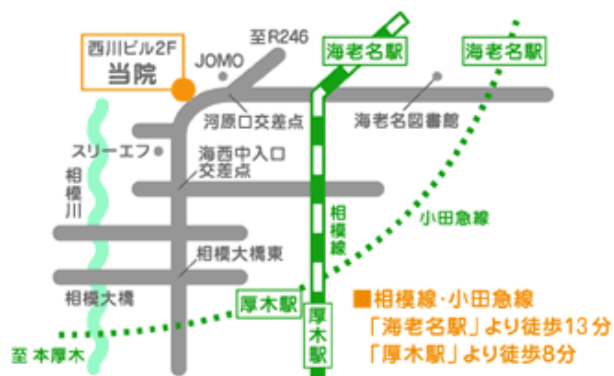 西川ビル2F
当院
JOMO
至R246
海老名駅
海老名駅
河原口交差点
海老名図書館
スリーエフ
海西中入口
交差点
相模川
相模線
小田急線
相模大橋東
相模大橋
厚木駅
厚木駅
至 本厚木
■相模線・小田急線
「海老名駅」より徒歩13分
「厚木駅」より徒歩8分